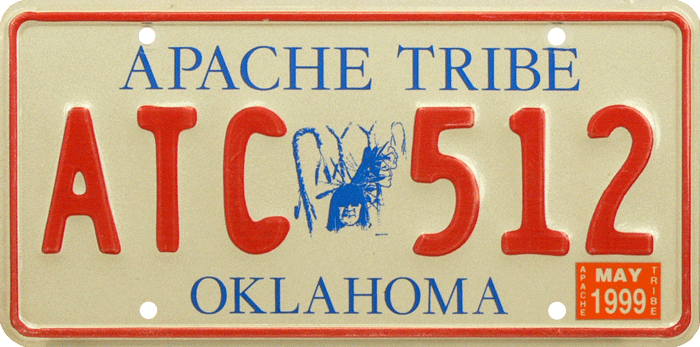 APACHE TRIBE
ATC 512
OKLAHOMA
APACHE
MAY
1999
TRIBE